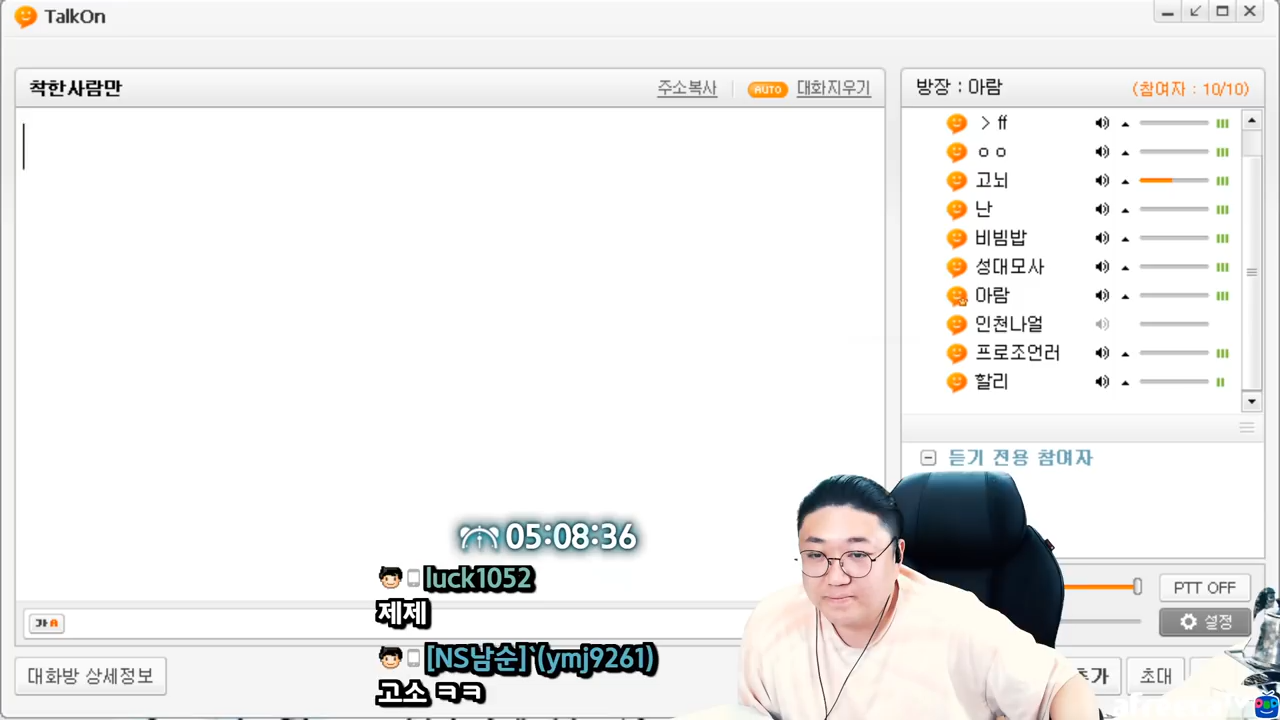 TalkOn
착한사람만
주소복사
AUTO 대화지우기
방장 : 아람
(참여자 : 10/10)
> ff
ㅇㅇ
고뇌
난
비빔밥
성대모사
아람
인천나얼
프로조언러
할리
듣기 전용 참여자
05:08:36
luck1052
제제
[NS남순]`(ymj9261)
고소 ㅋㅋ
가A
PTT OFF
설정
대화방 상세정보
추가
초대